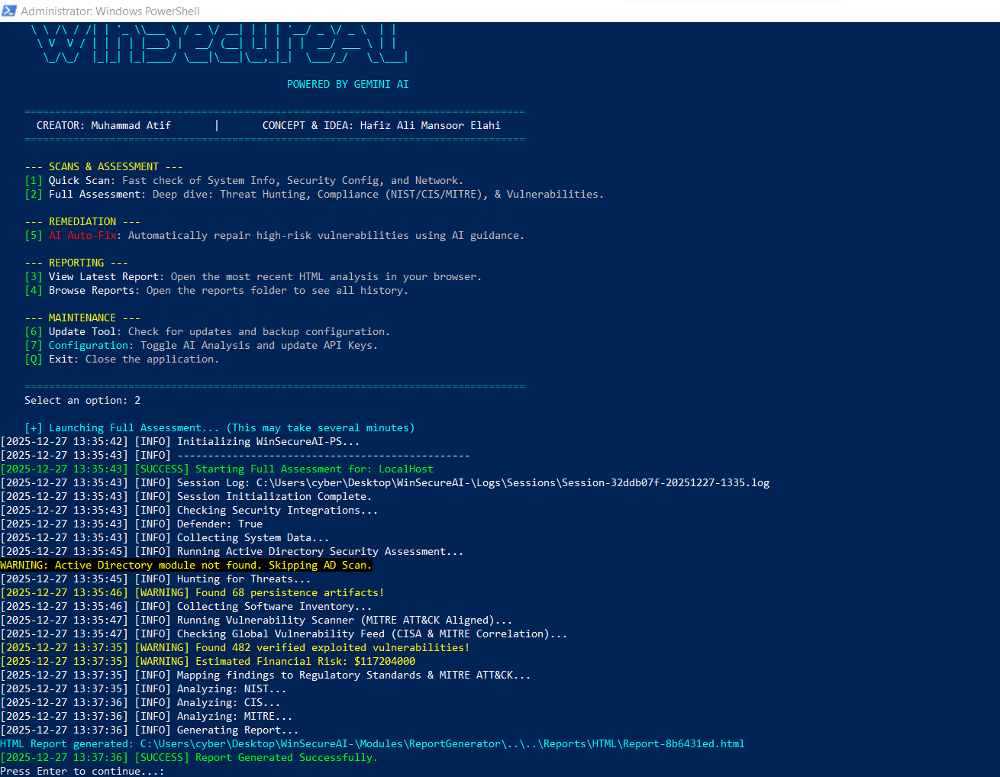 Administrator: Windows PowerShell
POWERED BY GEMINI AI
================================================================================
CREATOR: Muhammad Atif | CONCEPT & IDEA: Hafiz Ali Mansoor Elahi
================================================================================
--- SCANS & ASSESSMENT ---
[1] Quick Scan: Fast check of System Info, Security Config, and Network.
[2] Full Assessment: Deep dive: Threat Hunting, Compliance (NIST/CIS/MITRE), & Vulnerabilities.
--- REMEDIATION ---
[5] AI Auto-Fix: Automatically repair high-risk vulnerabilities using AI guidance.
--- REPORTING ---
[3] View Latest Report: Open the most recent HTML analysis in your browser.
[4] Browse Reports: Open the reports folder to see all history.
--- MAINTENANCE ---
[6] Update Tool: Check for updates and backup configuration.
[7] Configuration: Toggle AI Analysis and update API Keys.
[Q] Exit: Close the application.
================================================================================
Select an option: 2
[+] Launching Full Assessment... (This may take several minutes)
[2025-12-27 13:35:42] [INFO] Initializing WinSecureAI-PS...
[2025-12-27 13:35:43] [INFO] ------------------------------------------------
[2025-12-27 13:35:43] [SUCCESS] Starting Full Assessment for: LocalHost
[2025-12-27 13:35:43] [INFO] Session Log: C:\Users\cyber\Desktop\WinSecureAI-\Logs\Sessions\Session-32ddb07f-20251227-1335.log
[2025-12-27 13:35:43] [INFO] Session Initialization Complete.
[2025-12-27 13:35:43] [INFO] Checking Security Integrations...
[2025-12-27 13:35:43] [INFO] Defender: True
[2025-12-27 13:35:43] [INFO] Collecting System Data...
[2025-12-27 13:35:45] [INFO] Running Active Directory Security Assessment...
WARNING: Active Directory module not found. Skipping AD Scan.
[2025-12-27 13:35:45] [INFO] Hunting for Threats...
[2025-12-27 13:35:46] [WARNING] Found 68 persistence artifacts!
[2025-12-27 13:35:46] [INFO] Collecting Software Inventory...
[2025-12-27 13:35:47] [INFO] Running Vulnerability Scanner (MITRE ATT&CK Aligned)...
[2025-12-27 13:35:47] [INFO] Checking Global Vulnerability Feed (CISA & MITRE Correlation)...
[2025-12-27 13:37:35] [WARNING] Found 482 verified exploited vulnerabilities!
[2025-12-27 13:37:35] [WARNING] Estimated Financial Risk: $117204000
[2025-12-27 13:37:35] [INFO] Mapping findings to Regulatory Standards & MITRE ATT&CK...
[2025-12-27 13:37:35] [INFO] Analyzing: NIST...
[2025-12-27 13:37:36] [INFO] Analyzing: CIS...
[2025-12-27 13:37:36] [INFO] Analyzing: MITRE...
[2025-12-27 13:37:36] [INFO] Generating Report...
HTML Report generated: C:\Users\cyber\Desktop\WinSecureAI-\Modules\ReportGenerator\..\..\Reports\HTML\Report-8b6431ed.html
[2025-12-27 13:37:36] [SUCCESS] Report Generated Successfully.
Press Enter to continue...: